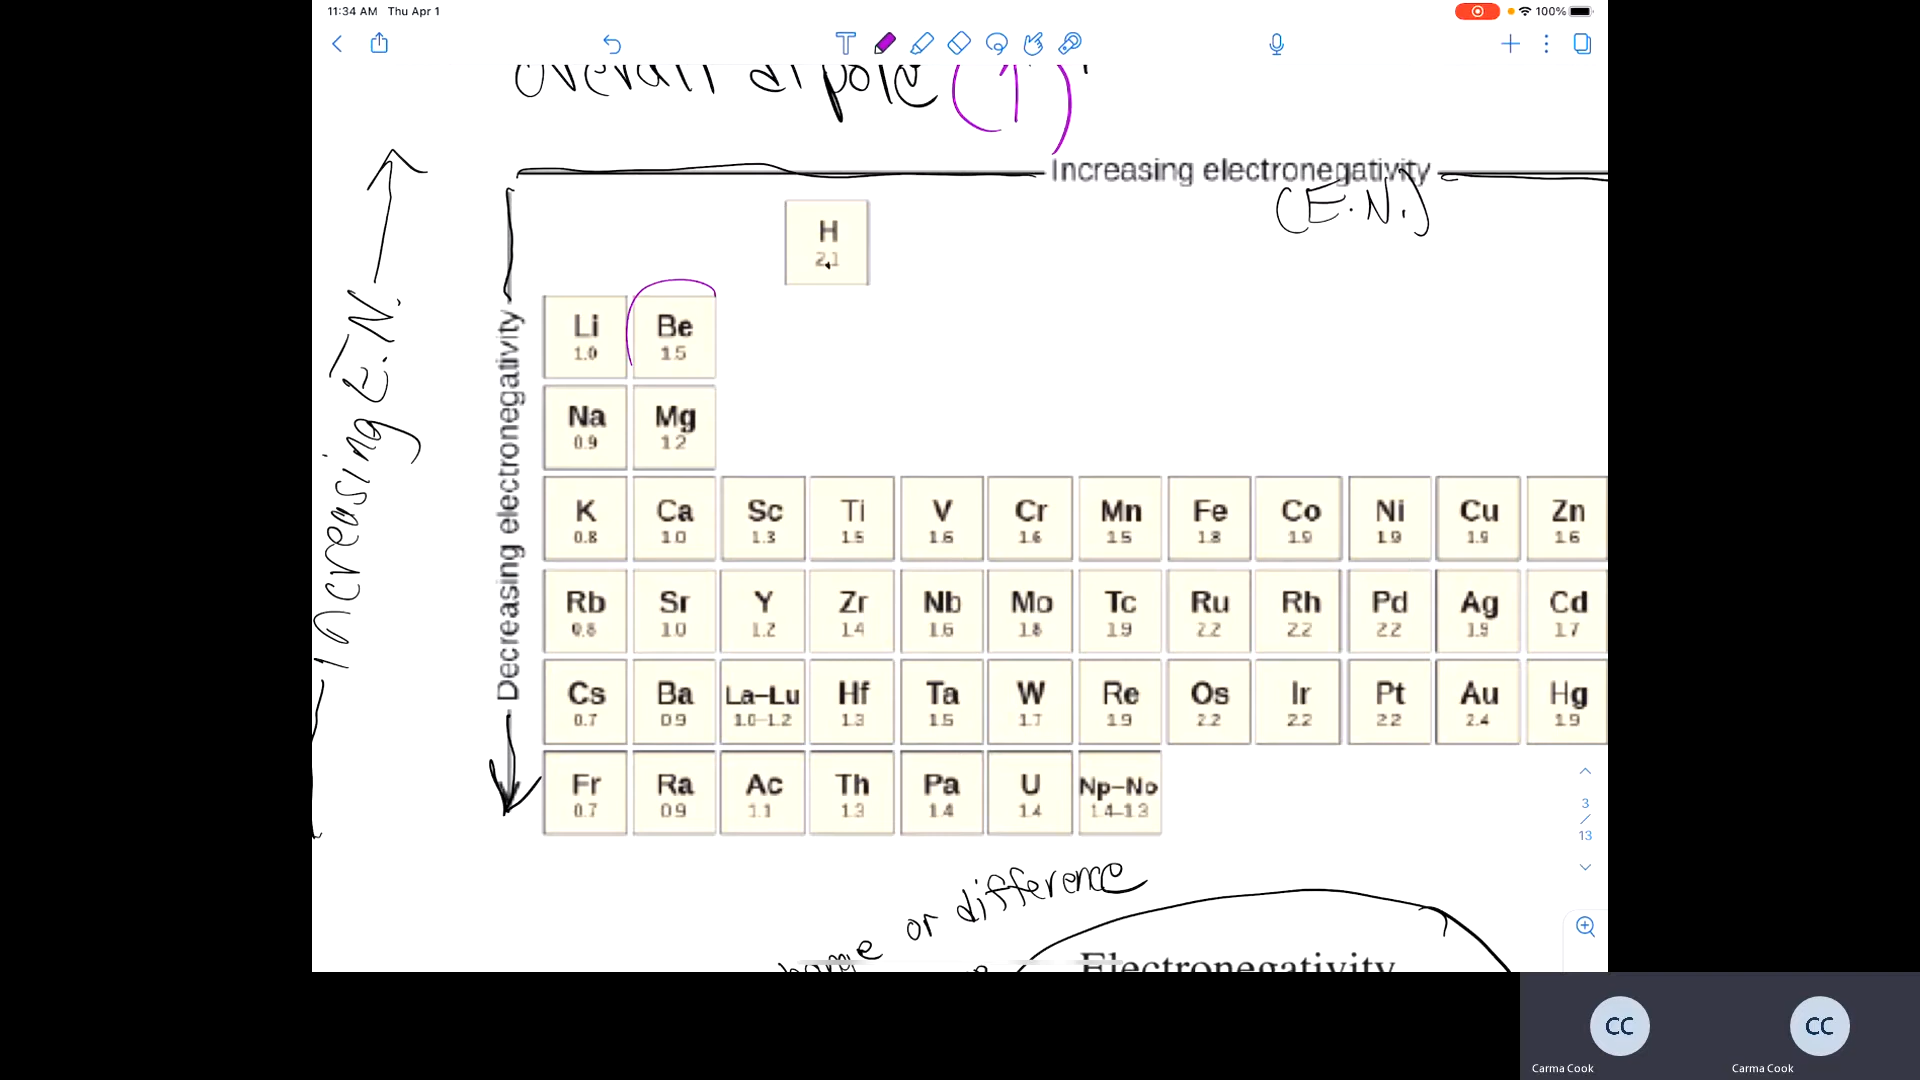 11:34 AM Thu Apr 1
100%
overall dipole (↑)
Increasing electronegativity
(E.N.)
Increasing E.N.
Decreasing electronegativity
H
2.1
Li Be
1.0 1.5
Na Mg
0.9 1.2
K Ca Sc Ti V Cr Mn Fe Co Ni Cu Zn
0.8 1.0 1.3 1.5 1.6 1.6 1.5 1.8 1.9 1.9 1.9 1.6
Rb Sr Y Zr Nb Mo Tc Ru Rh Pd Ag Cd
0.8 1.0 1.2 1.4 1.6 1.8 1.9 2.2 2.2 2.2 1.9 1.7
Cs Ba La–Lu Hf Ta W Re Os Ir Pt Au Hg
0.7 0.9 1.0–1.2 1.3 1.5 1.7 1.9 2.2 2.2 2.2 2.4 1.9
Fr Ra Ac Th Pa U Np–No
0.7 0.9 1.1 1.3 1.4 1.4 1.4–1.3
3
/
13
or difference
Electronegativity
CC CC
Carma Cook Carma Cook